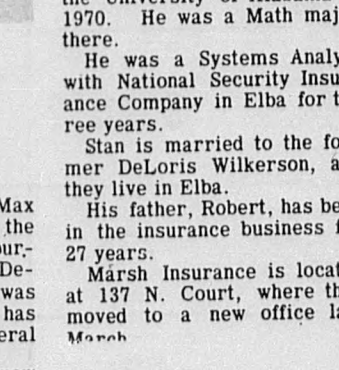 1970. He was a Math maj
there.
He was a Systems Analy
with National Security Insu
ance Company in Elba for t
ree years.
Stan is married to the fo
mer DeLoris Wilkerson, a
they live in Elba.
His father, Robert, has be
in the insurance business f
27 years.
Marsh Insurance is locat
at 137 N. Court, where th
moved to a new office la
March
Max
the
our-
De-
was
has
eral